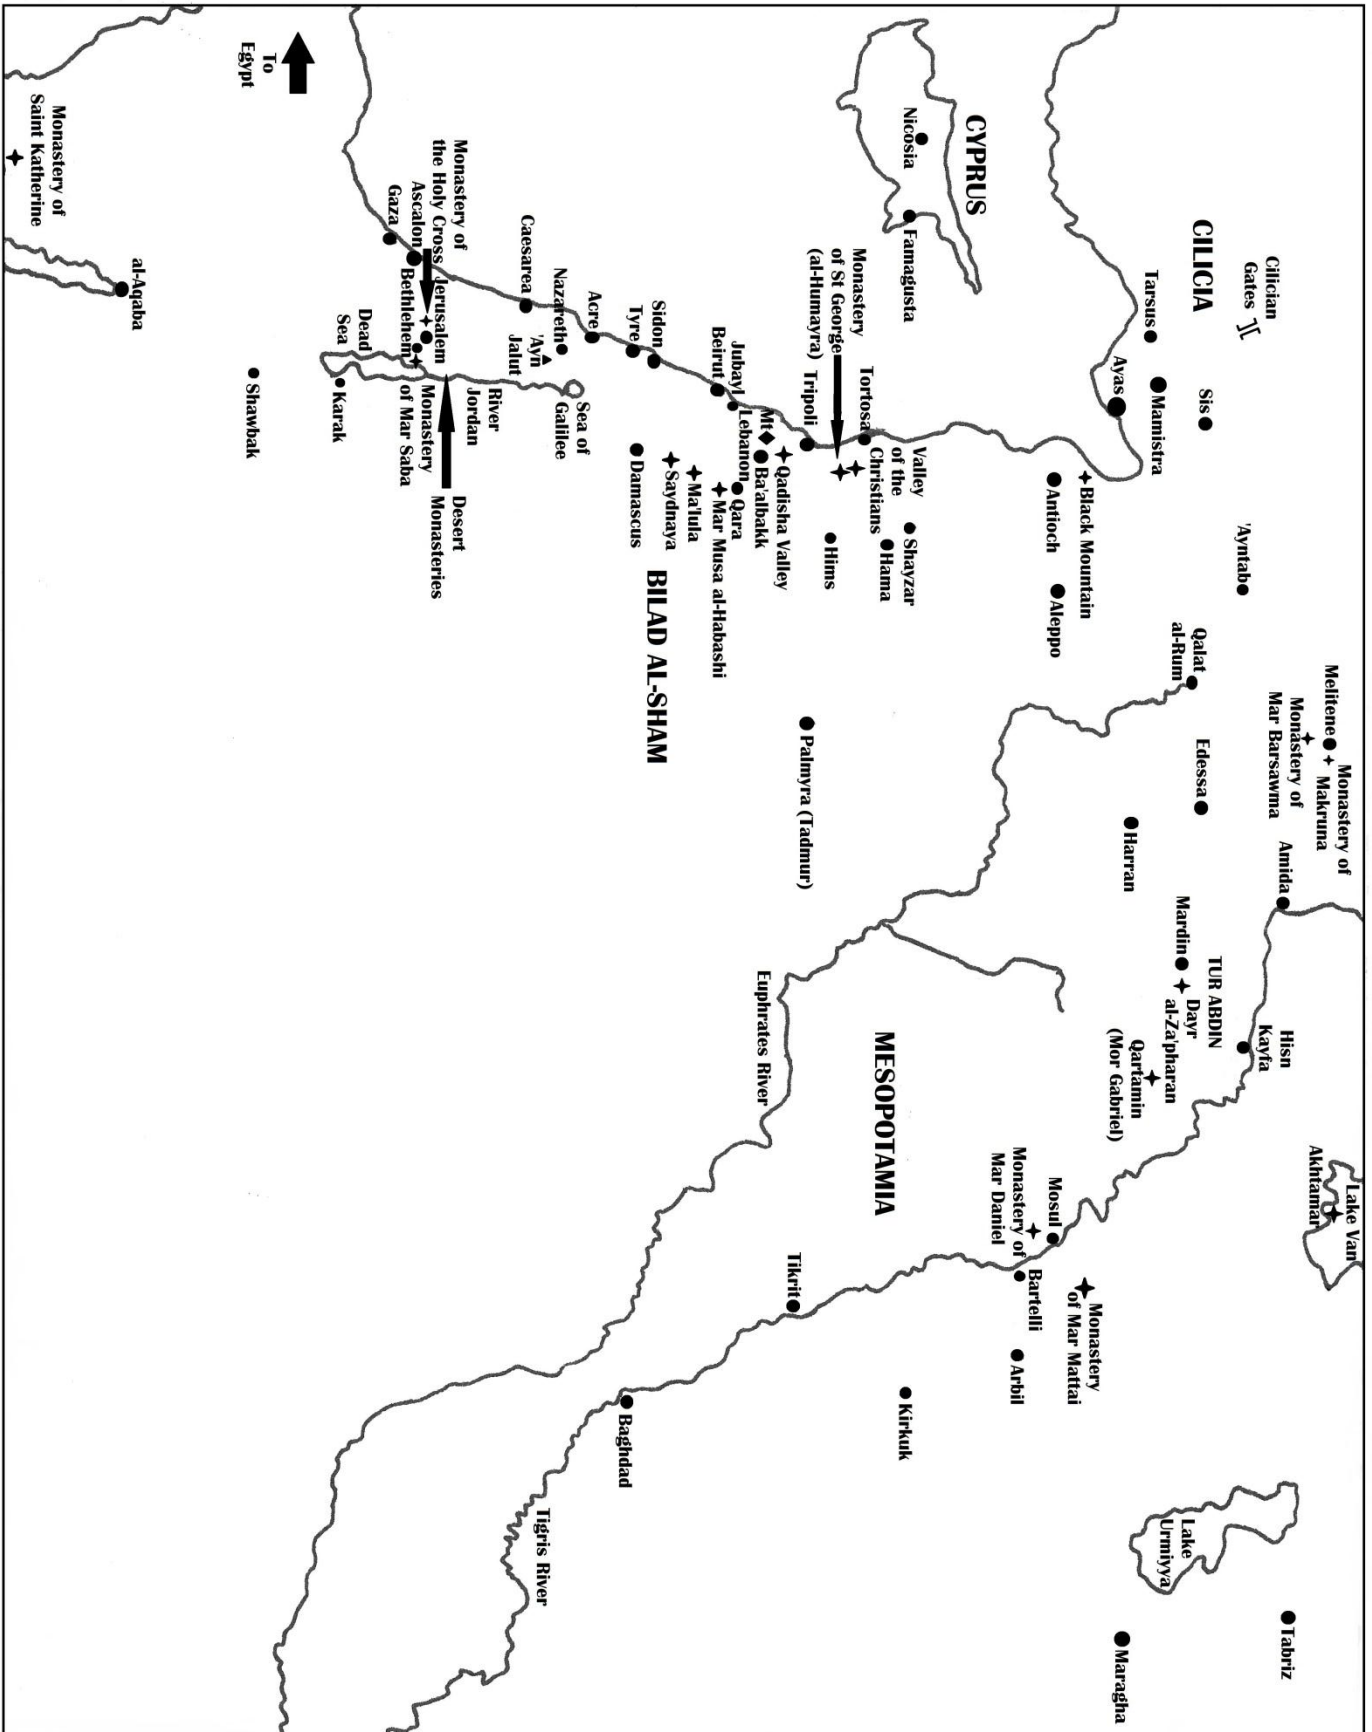 Cilician
Gates
CILICIA
Tarsus
Mamistra
Sis
Ayas
'Ayntab
Qalat
al-Rum
Melitene
Monastery of
Makruna
Monastery of
Mar Barsawma
Edessa
Harran
Amida
Mardin
TUR ABDIN
Dayr
al-Za'pharan
Hisn
Kayfa
Qartamin
(Mor Gabriel)
Lake Van
Akhtamar
Lake
Urmiyya
Tabriz
Maragha
CYPRUS
Nicosia
Famagusta
Black Mountain
Antioch
Aleppo
Mosul
Monastery of
Mar Daniel
Bartelli
Monastery
of Mar Mattai
Arbil
Kirkuk
MESOPOTAMIA
Monastery
of St George
(al-Humayra)
Tortosa
Valley
of the
Christians
Shayzar
Hama
Hims
Tripoli
Palmyra (Tadmur)
Euphrates River
Tikrit
Qadisha Valley
Mt
Lebanon
Ba'albakk
Jubayl
Beirut
Qara
Mar Musa al-Habashi
Ma'lula
Saydnaya
Sidon
Tyre
Damascus
BILAD AL-SHAM
Baghdad
Tigris River
Acre
Nazareth
'Ayn
Jalut
Sea of
Galilee
Caesarea
River
Jordan
Desert
Monasteries
Monastery of
the Holy Cross
Jerusalem
Ascalon
Bethlehem
Monastery
of Mar Saba
Gaza
Dead
Sea
Karak
Shawbak
To
Egypt
al-Aqaba
Monastery of
Saint Katherine